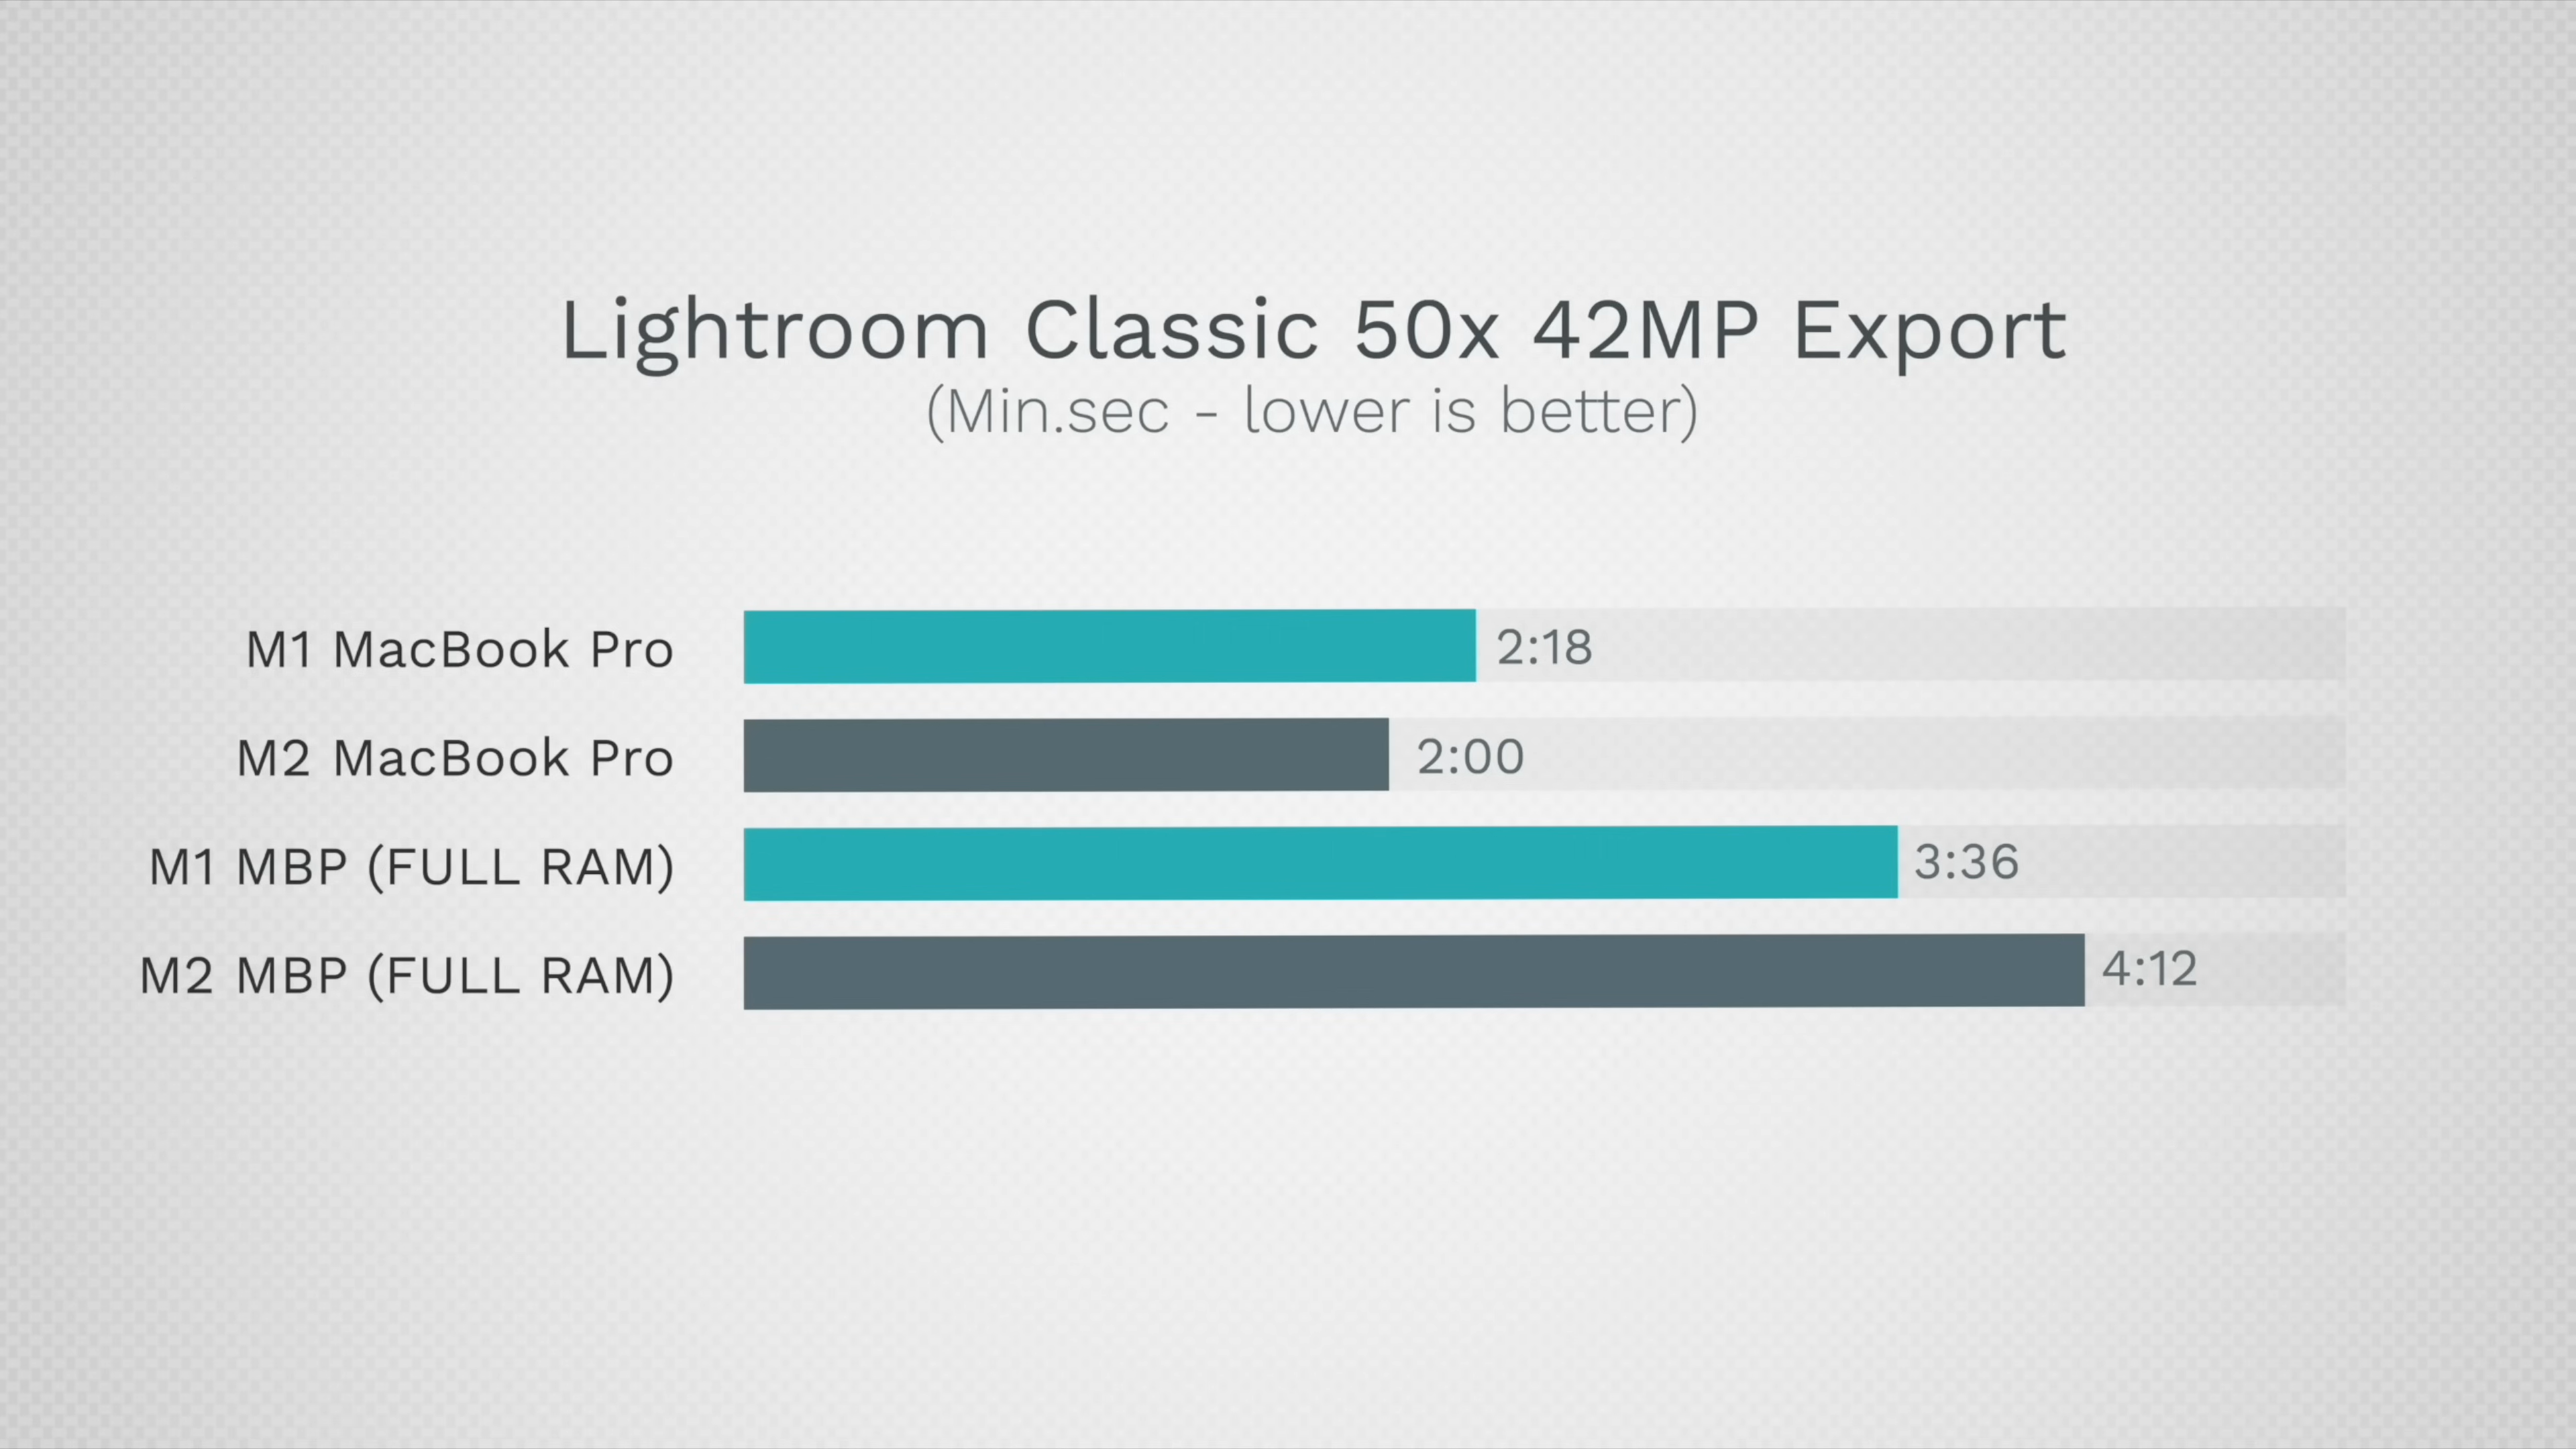 Lightroom Classic 50x 42MP Export
(Min.sec - lower is better)
M1 MacBook Pro 2:18
M2 MacBook Pro 2:00
M1 MBP (FULL RAM) 3:36
M2 MBP (FULL RAM) 4:12